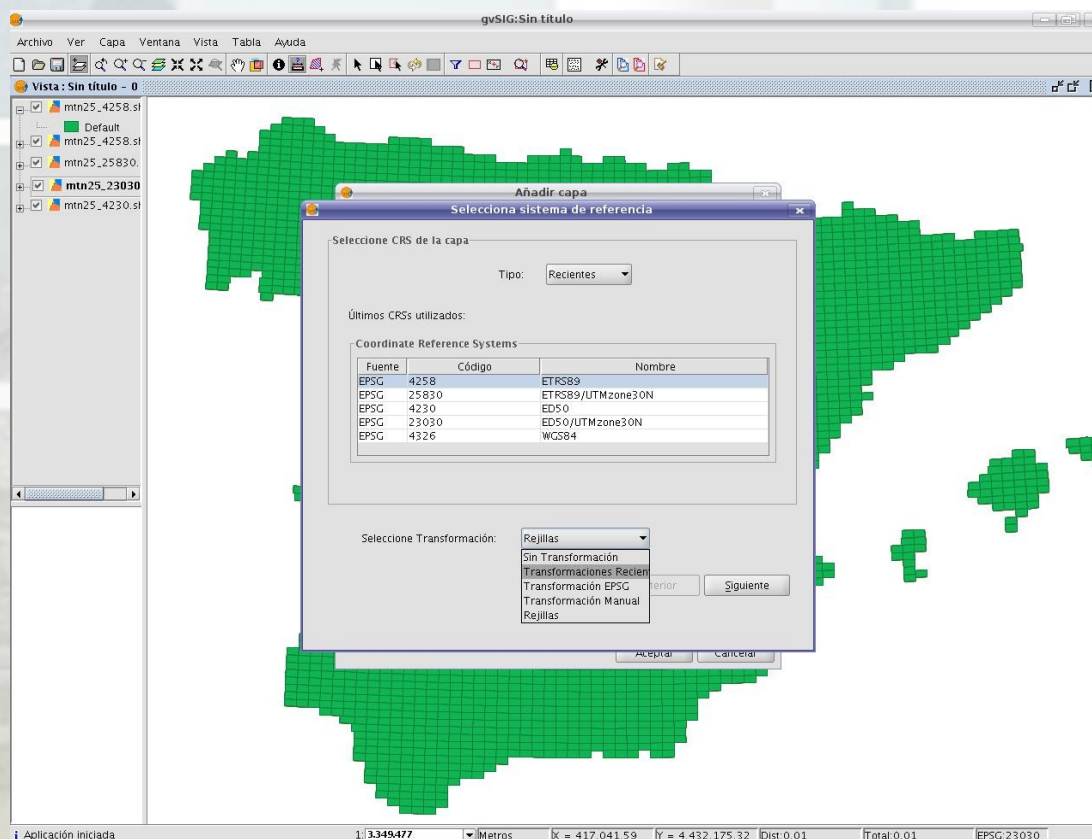 gvSIG:Sin título
Archivo Ver Capa Ventana Vista Tabla Ayuda
Vista : Sin título - 0
mtn25_4258.sh
Default
mtn25_4258.sh
mtn25_25830.
mtn25_23030
mtn25_4230.sh
Añadir capa
Selecciona sistema de referencia
Seleccione CRS de la capa
Tipo: Recientes
Últimos CRSs utilizados:
Coordinate Reference Systems
Fuente Código Nombre
EPSG 4258 ETRS89
EPSG 25830 ETRS89/UTMzone30N
EPSG 4230 ED50
EPSG 23030 ED50/UTMzone30N
EPSG 4326 WGS84
Seleccione Transformación: Rejillas
Sin Transformación
Transformaciones Recien
Transformación EPSG
Transformación Manual
Rejillas
erior
Siguiente
Aceptar Cancelar
Aplicación iniciada 1: 3.349.477 Metros X = 417.041,59 Y = 4.432.175,32 Dist:0.01 Total:0.01 EPSG:23030